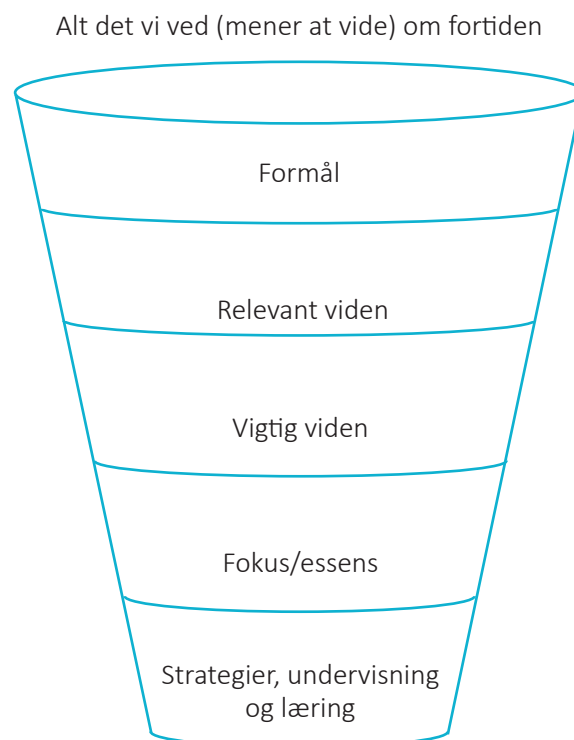 Alt det vi ved (mener at vide) om fortiden
Formål
Relevant viden
Vigtig viden
Fokus/essens
Strategier, undervisning
og læring